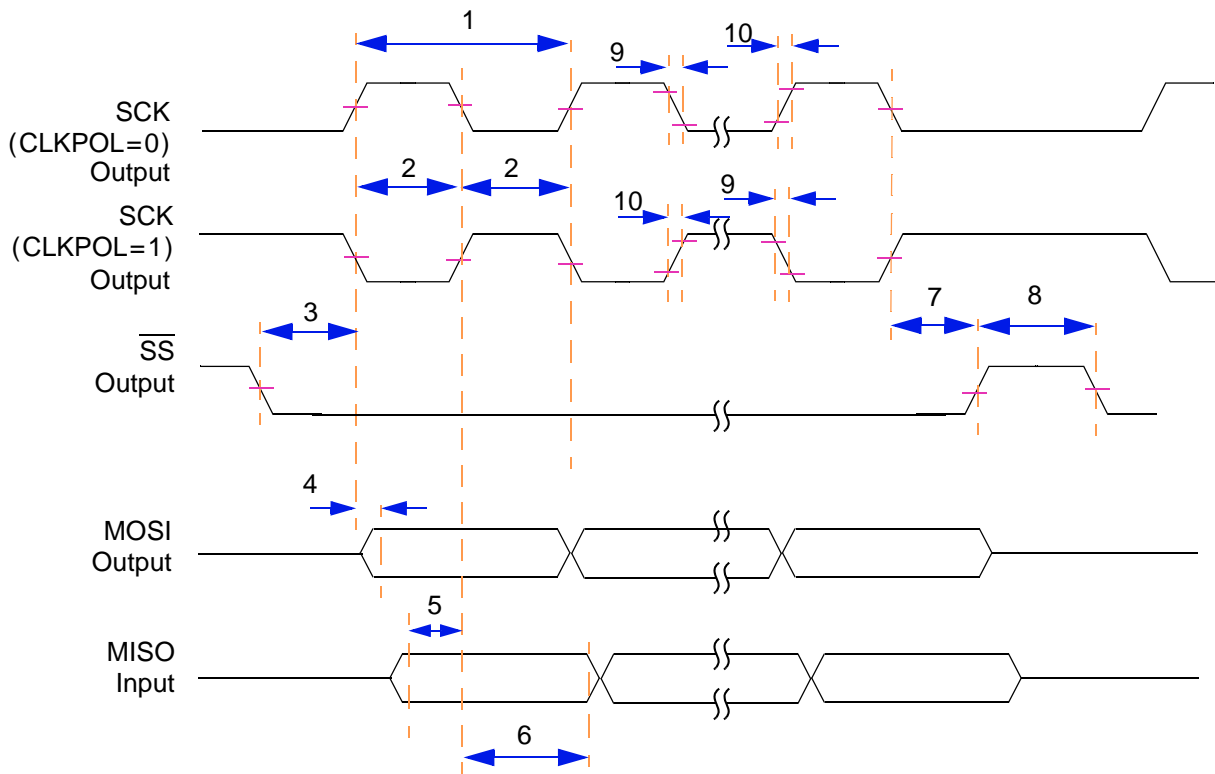 1
9
10
SCK
(CLKPOL=0)
Output
2
2
SCK
(CLKPOL=1)
Output
10
9
3
7
8
SS
Output
4
MOSI
Output
5
MISO
Input
6